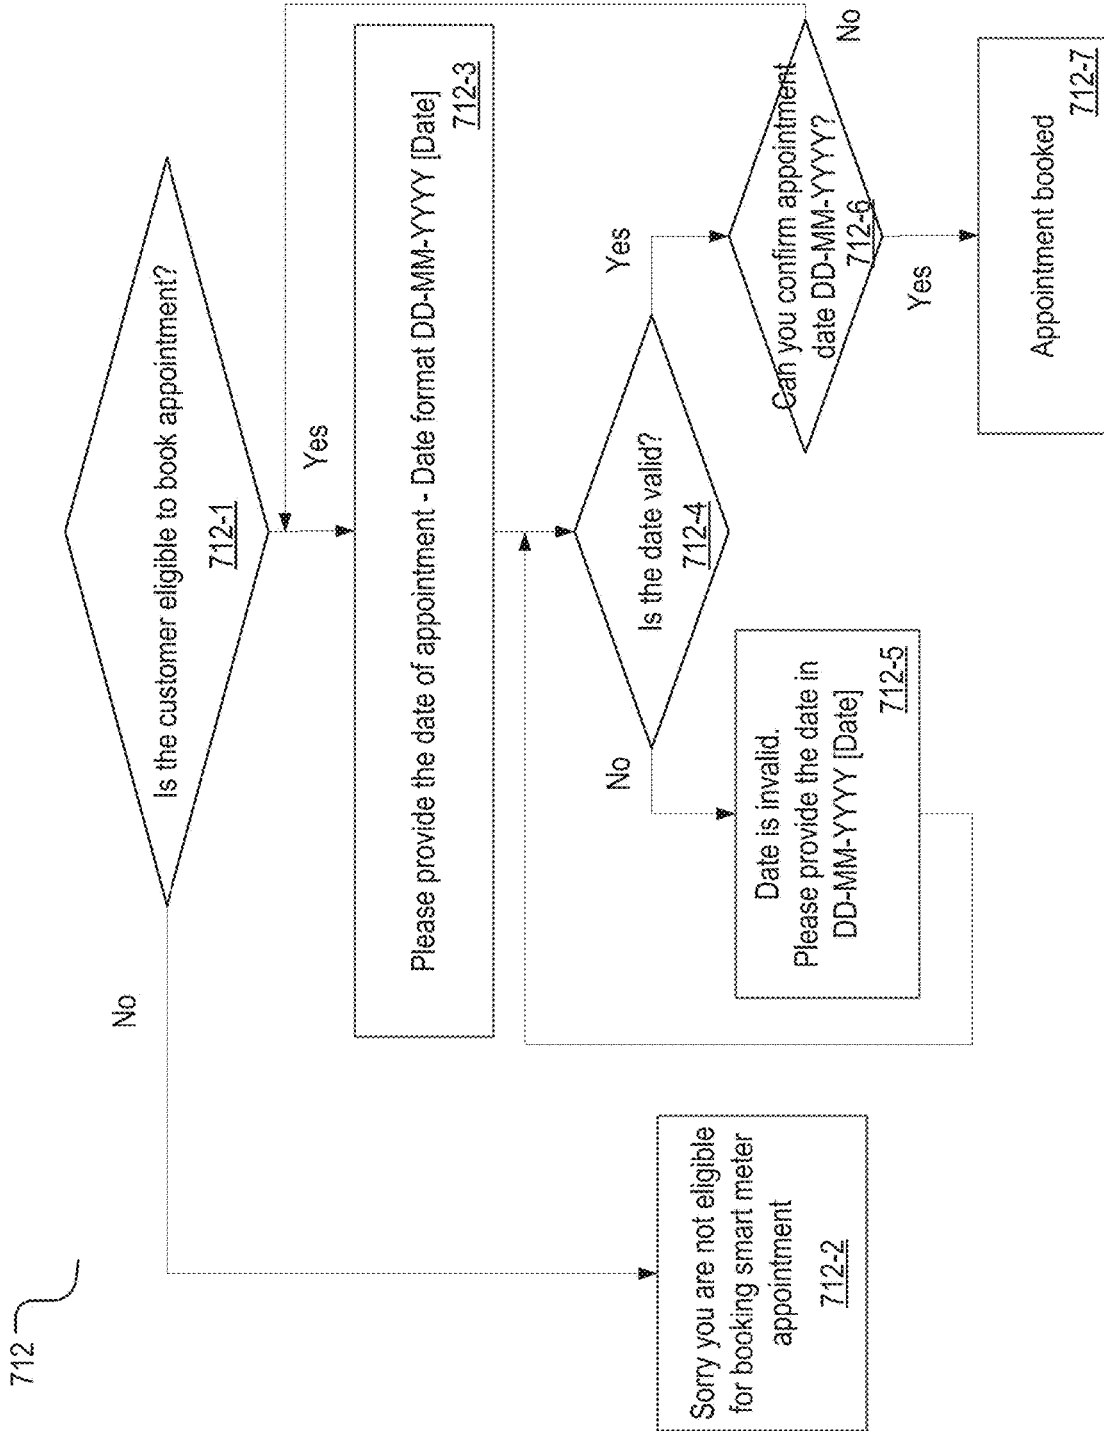 712
Is the customer eligible to book appointment?
712-1
No
Yes
Sorry you are not eligible
for booking smart meter
appointment
712-2
Please provide the date of appointment - Date format DD-MM-YYYY [Date]
712-3
Is the date valid?
712-4
No
Yes
Date is invalid.
Please provide the date in
DD-MM-YYYY [Date]
712-5
Can you confirm appointment
date DD-MM-YYYY?
712-6
No
Yes
Appointment booked
712-7